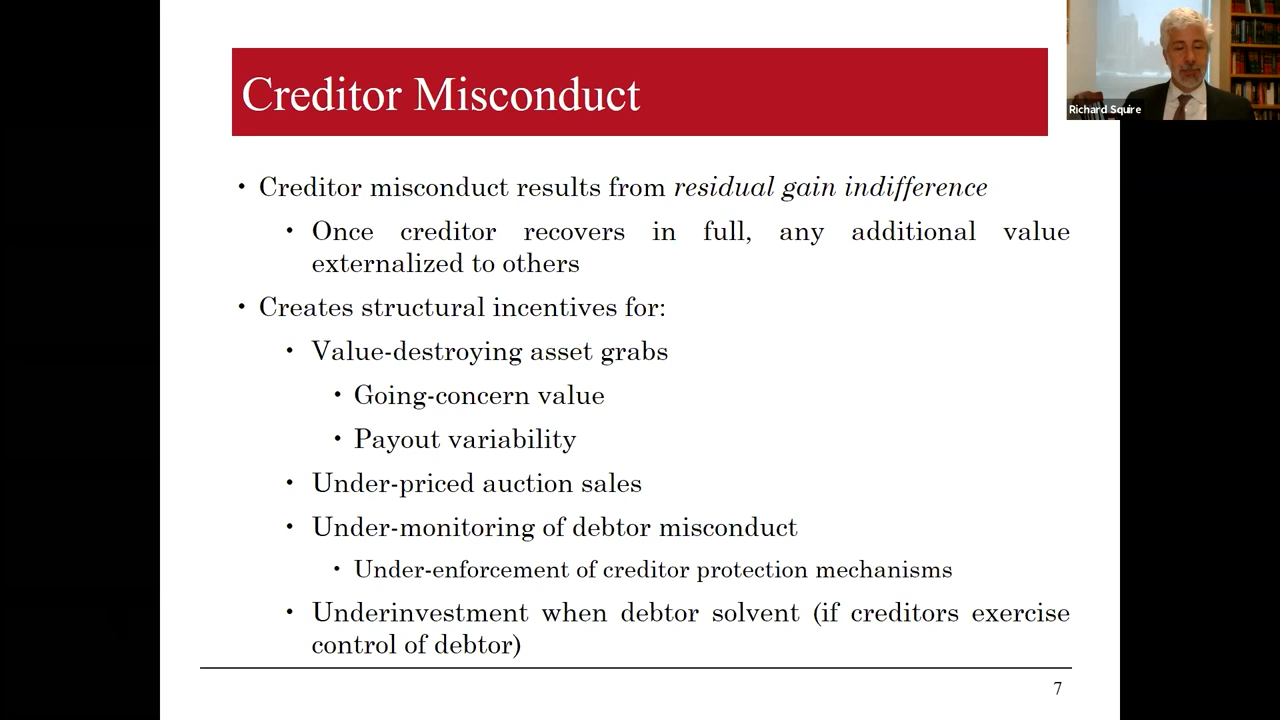 Creditor Misconduct
Richard Squire
• Creditor misconduct results from residual gain indifference
• Once creditor recovers in full, any additional value
externalized to others
• Creates structural incentives for:
• Value-destroying asset grabs
• Going-concern value
• Payout variability
• Under-priced auction sales
• Under-monitoring of debtor misconduct
• Under-enforcement of creditor protection mechanisms
• Underinvestment when debtor solvent (if creditors exercise
control of debtor)
7